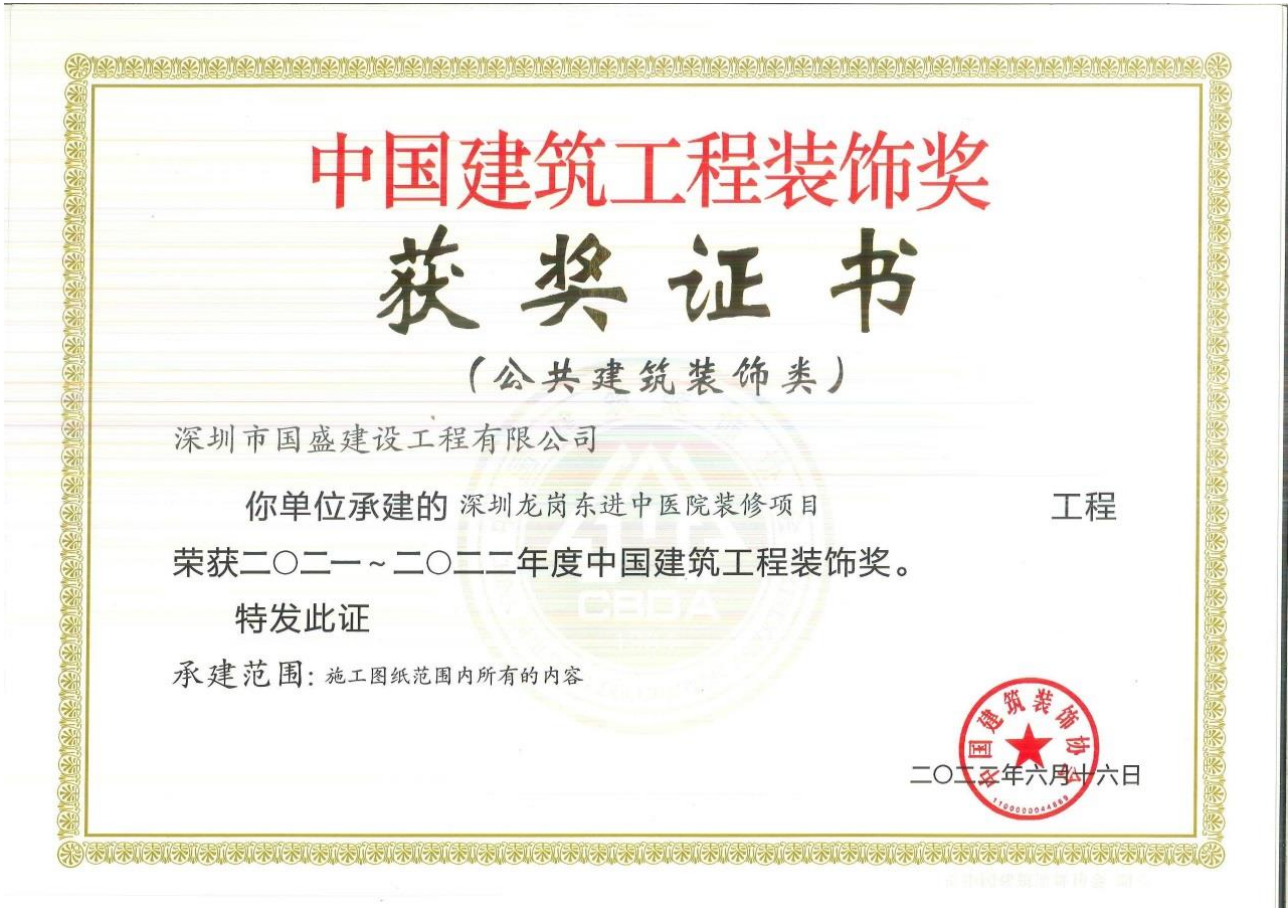 中国建筑工程装饰奖
获奖证书
(公共建筑装饰类)
深圳市国盛建设工程有限公司
你单位承建的 深圳龙岗东进中医院装修项目 工程
荣获二〇二一~二〇二二年度中国建筑工程装饰奖。
特发此证
承建范围: 施工图纸范围内所有的内容
中国建筑装饰协会
二〇二三年六月十六日
CBDA